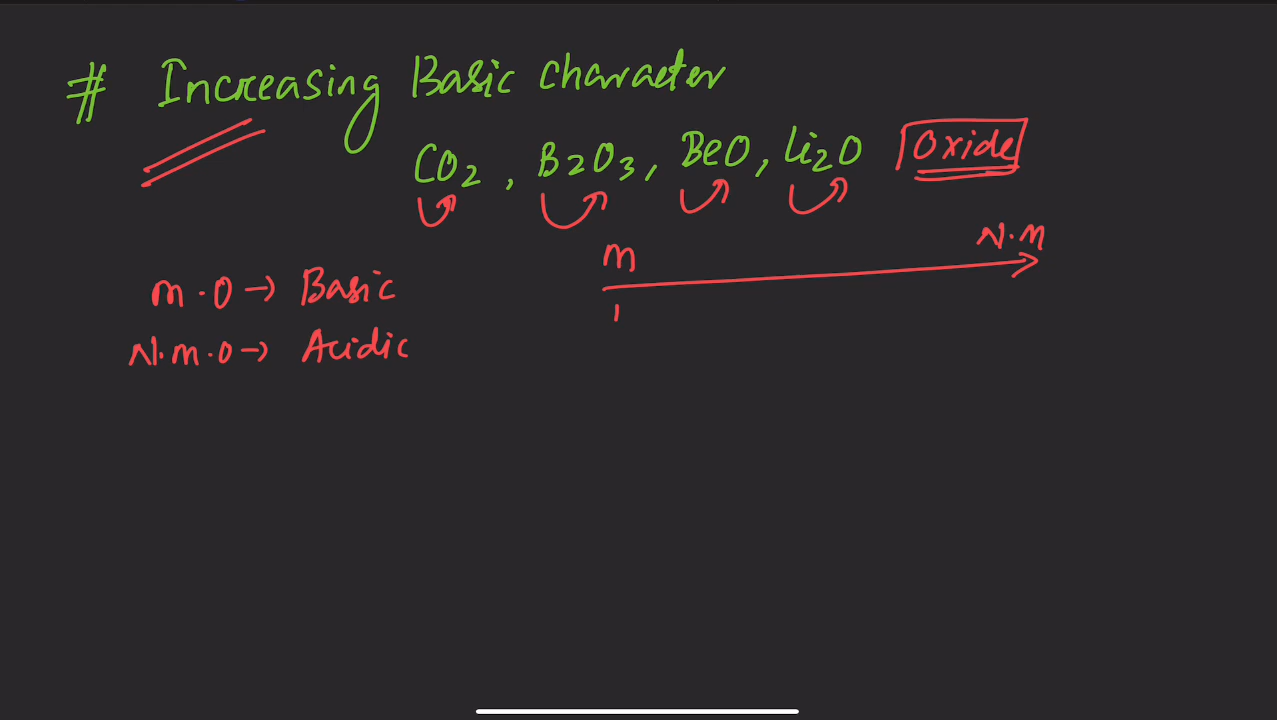 # Increasing Basic character
CO2, B2O3, BeO, Li2O Oxide
M N.M
M.O → Basic
N.M.O → Acidic